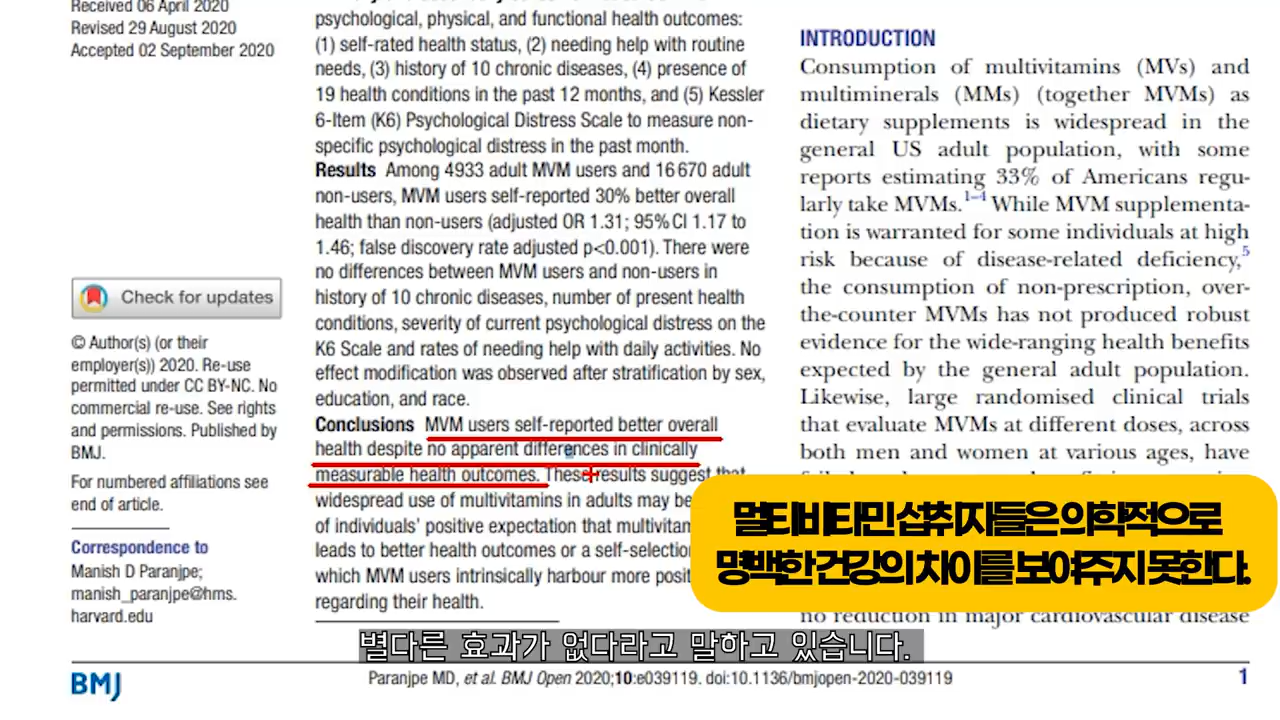 Received 06 April 2020
Revised 29 August 2020
Accepted 02 September 2020
Check for updates
© Author(s) (or their
employer(s)) 2020. Re-use
permitted under CC BY-NC. No
commercial re-use. See rights
and permissions. Published by
BMJ.
For numbered affiliations see
end of article.
Correspondence to
Manish D Paranjpe;
manish_paranjpe@hms.
harvard.edu
psychological, physical, and functional health outcomes:
(1) self-rated health status, (2) needing help with routine
needs, (3) history of 10 chronic diseases, (4) presence of
19 health conditions in the past 12 months, and (5) Kessler
6-Item (K6) Psychological Distress Scale to measure non-
specific psychological distress in the past month.
Results Among 4933 adult MVM users and 16 670 adult
non-users, MVM users self-reported 30% better overall
health than non-users (adjusted OR 1.31; 95% CI 1.17 to
1.46; false discovery rate adjusted p<0.001). There were
no differences between MVM users and non-users in
history of 10 chronic diseases, number of present health
conditions, severity of current psychological distress on the
K6 Scale and rates of needing help with daily activities. No
effect modification was observed after stratification by sex,
education, and race.
Conclusions MVM users self-reported better overall
health despite no apparent differences in clinically
measurable health outcomes. These results suggest that
widespread use of multivitamins in adults may be
of individuals' positive expectation that
leads to better health outcomes or a
which MVM users intrinsically harbour more
regarding their health.
INTRODUCTION
Consumption of multivitamins (MVs) and
multiminerals (MMs) (together MVMs) as
dietary supplements is widespread in the
general US adult population, with some
reports estimating 33% of Americans regu-
larly take MVMs.1–4 While MVM supplementa-
tion is warranted for some individuals at high
risk because of disease-related deficiency,5
the consumption of non-prescription, over-
the-counter MVMs has not produced robust
evidence for the wide-ranging health benefits
expected by the general adult population.
Likewise, large randomised clinical trials
that evaluate MVMs at different doses, across
both men and women at various ages, have
멀티비타민 섭취자들은 의학적으로
명백한 건강의 차이를 보여주지 못한다.
no reduction in major cardiovascular disease
별다른 효과가 없다라고 말하고 있습니다.
BMJ
Paranjpe MD, et al. BMJ Open 2020;10:e039119. doi:10.1136/bmjopen-2020-039119
1